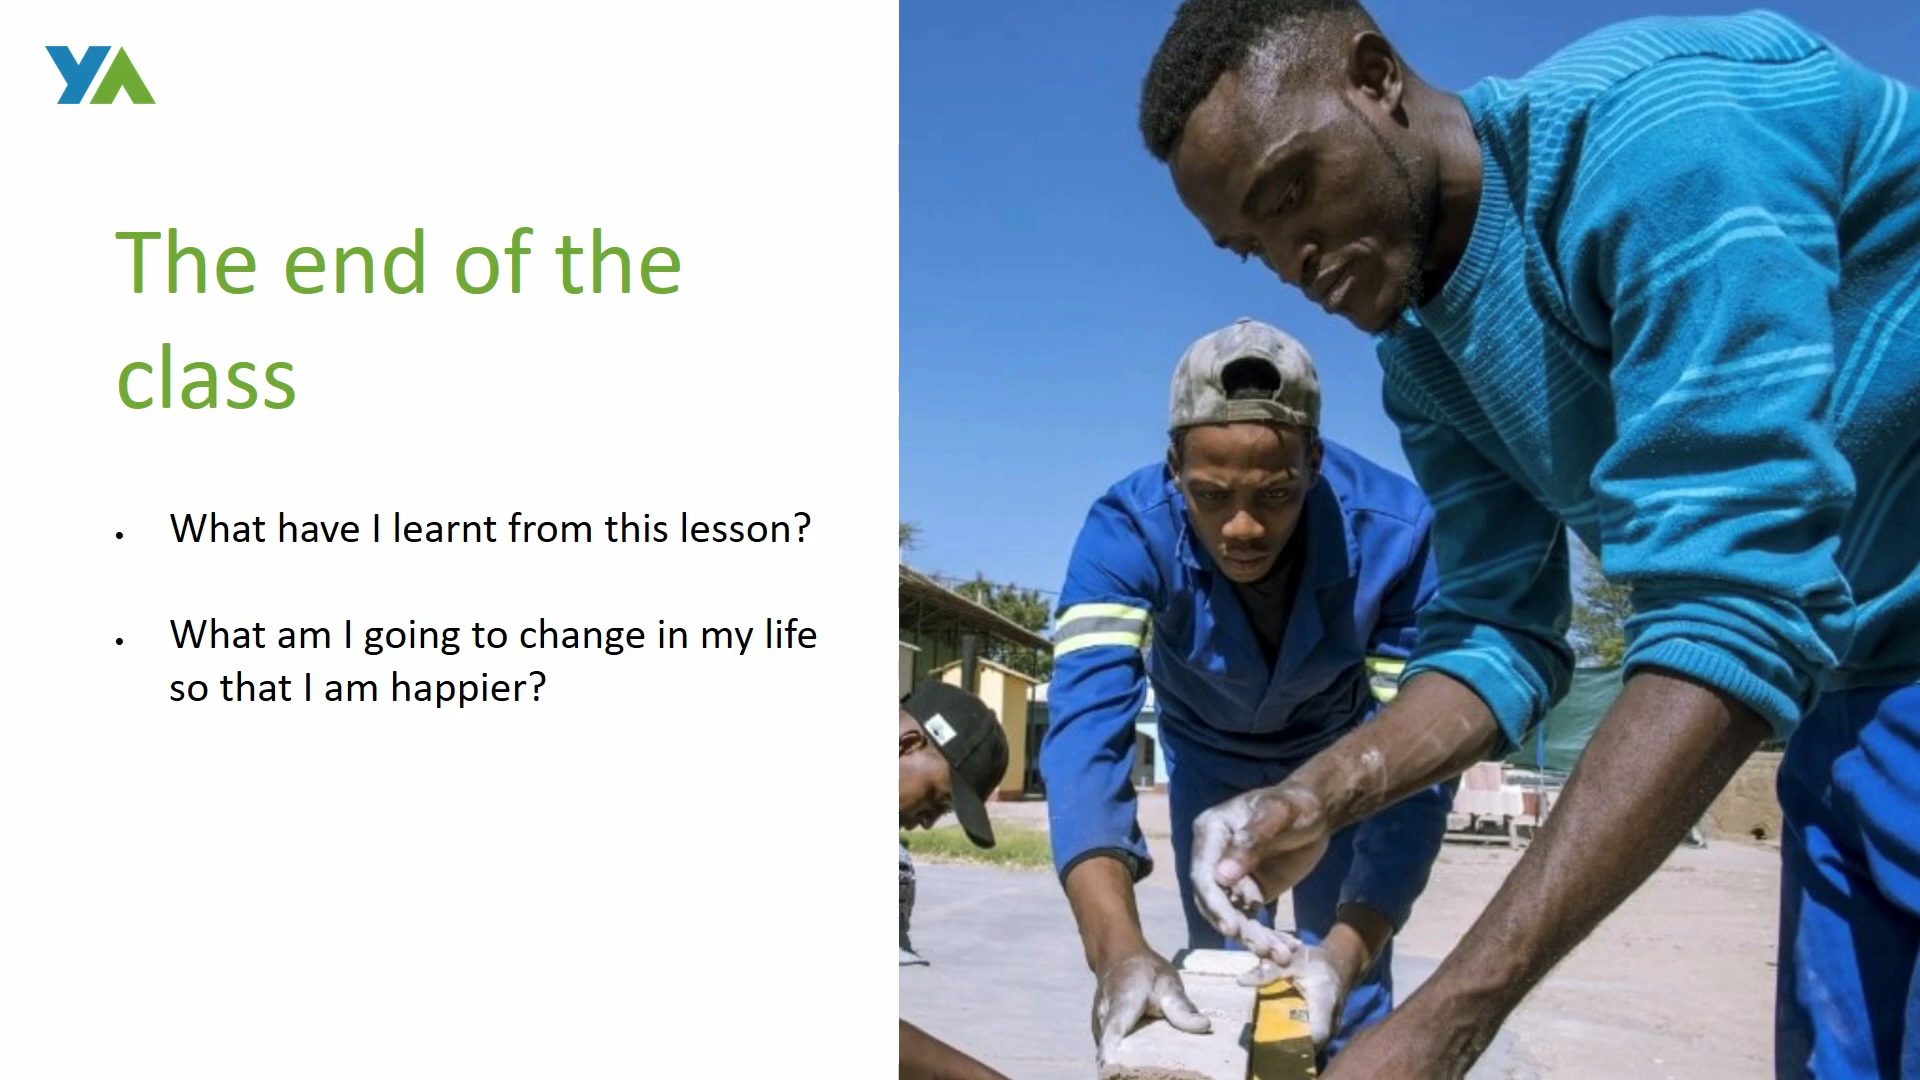 YA
The end of the
class
• What have I learnt from this lesson?
• What am I going to change in my life
so that I am happier?